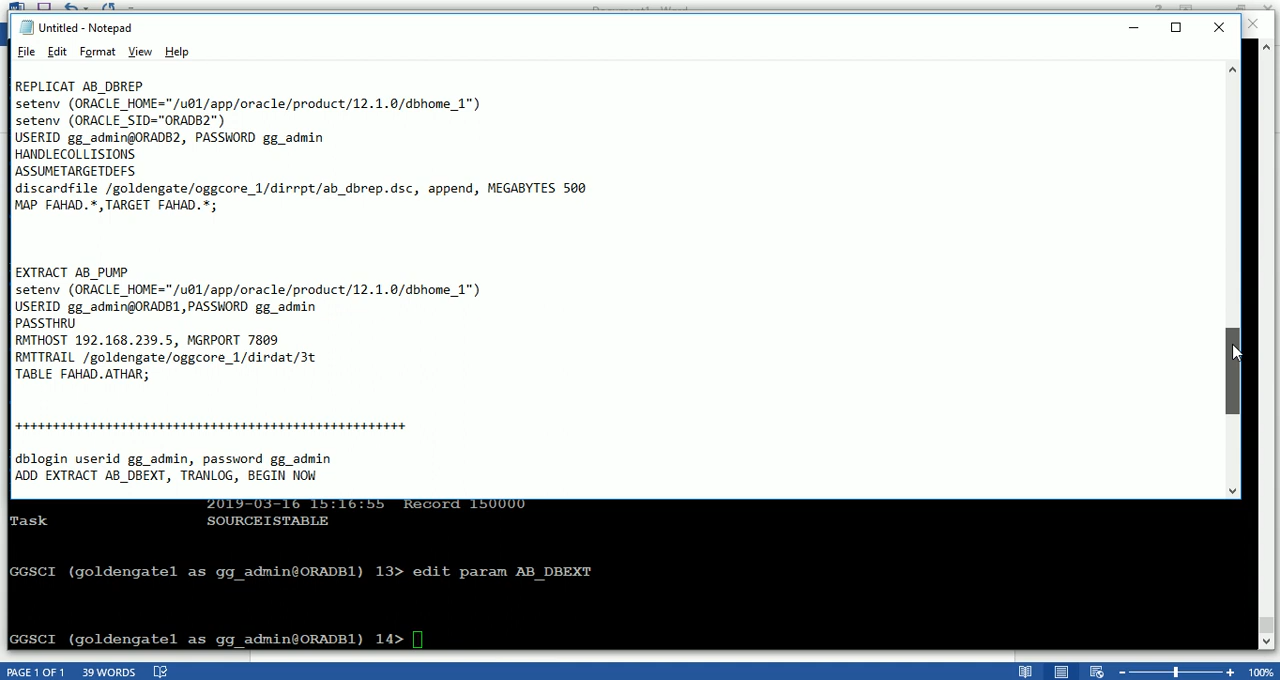 Untitled - Notepad
File Edit Format View Help
REPLICAT AB_DBREP
setenv (ORACLE_HOME="/u01/app/oracle/product/12.1.0/dbhome_1")
setenv (ORACLE_SID="ORADB2")
USERID gg_admin@ORADB2, PASSWORD gg_admin
HANDLECOLLISIONS
ASSUMETARGETDEFS
discardfile /goldengate/oggcore_1/dirrpt/ab_dbrep.dsc, append, MEGABYTES 500
MAP FAHAD.*,TARGET FAHAD.*;
EXTRACT AB_PUMP
setenv (ORACLE_HOME="/u01/app/oracle/product/12.1.0/dbhome_1")
USERID gg_admin@ORADB1,PASSWORD gg_admin
PASSTHRU
RMTHOST 192.168.239.5, MGRPORT 7809
RMTTRAIL /goldengate/oggcore_1/dirdat/3t
TABLE FAHAD.ATHAR;
++++++++++++++++++++++++++++++++++++++++++++++++++++
dblogin userid gg_admin, password gg_admin
ADD EXTRACT AB_DBEXT, TRANLOG, BEGIN NOW
2019-03-16 15:16:55 Record 150000
Task SOURCEISTABLE
GGSCI (goldengate1 as gg_admin@ORADB1) 13> edit param AB_DBEXT
GGSCI (goldengate1 as gg_admin@ORADB1) 14>
PAGE 1 OF 1 39 WORDS 100%